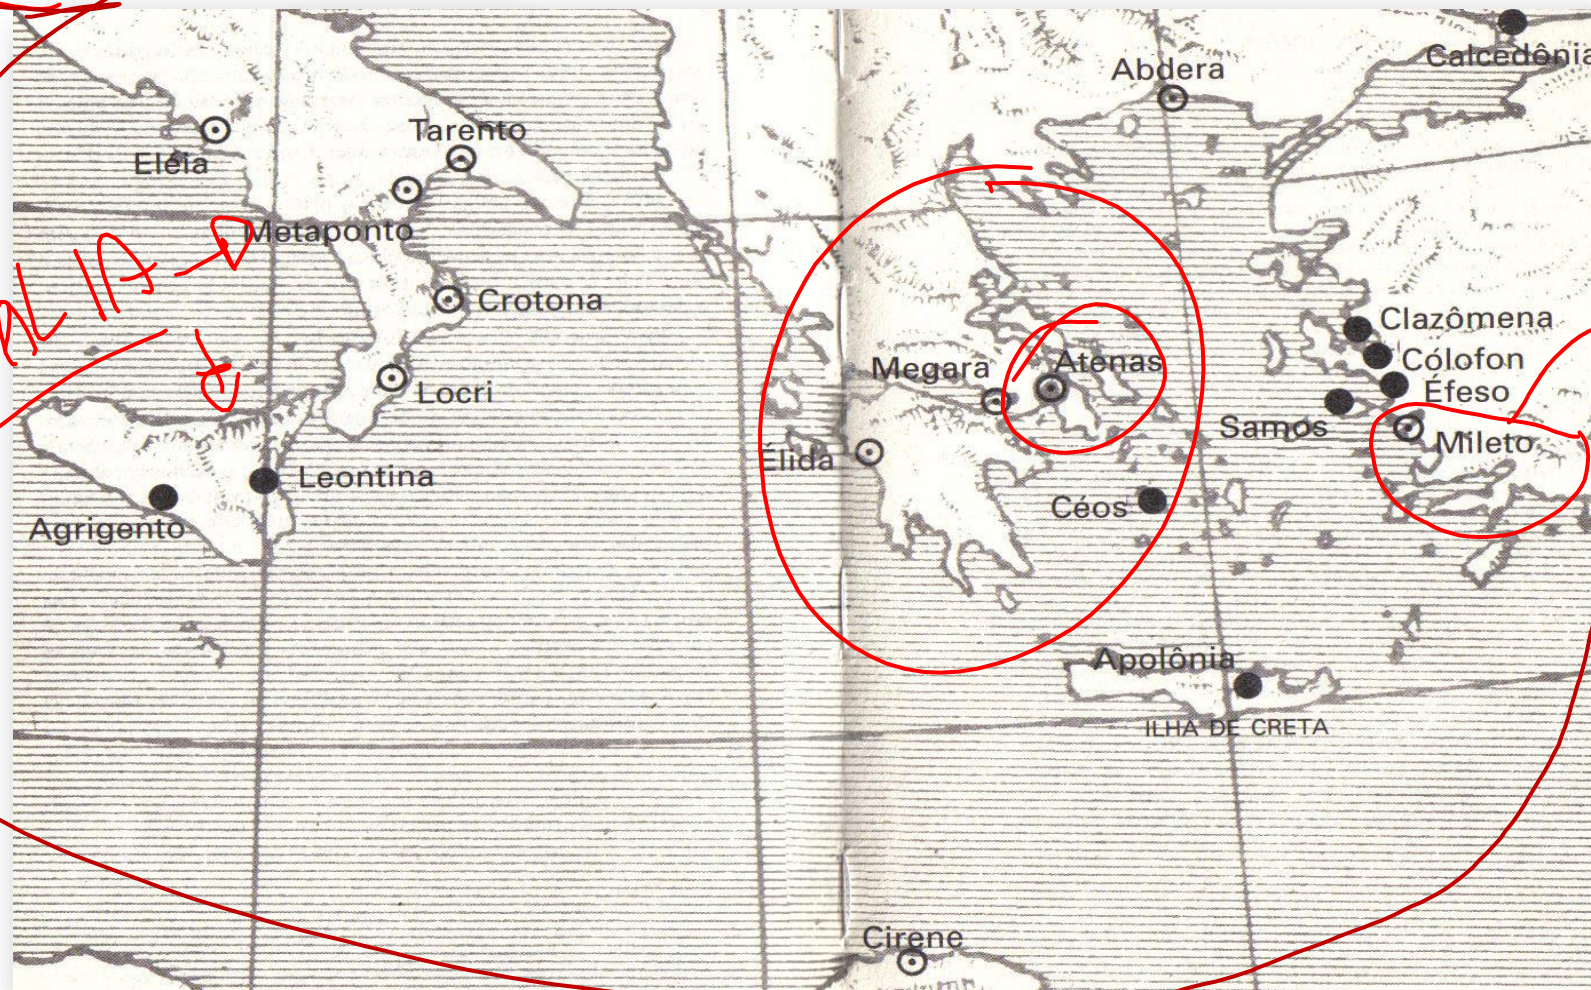 Calcedônia
Abdera
Tarento
Eléia
Metaponto
Crotona
Clazômena
Atenas
Megara
Cólofon
Éfeso
Locri
Samos
Mileto
Élida
Leontina
Céos
Agrigento
Apolônia
ILHA DE CRETA
Cirene